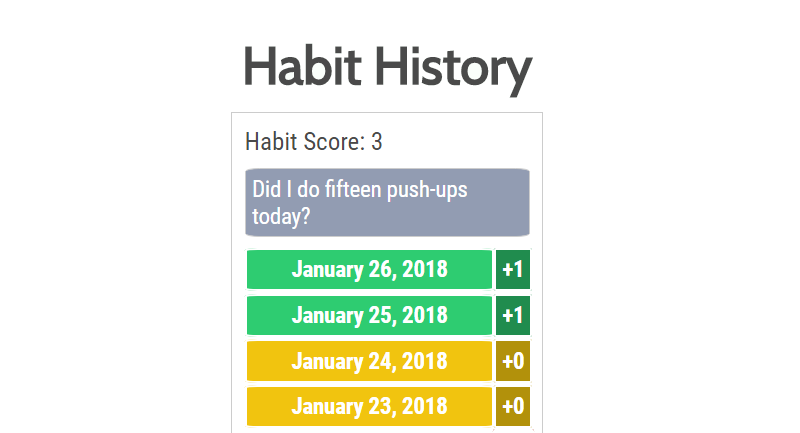 Habit History
Habit Score: 3
Did I do fifteen push-ups
today?
January 26, 2018 +1
January 25, 2018 +1
January 24, 2018 +0
January 23, 2018 +0